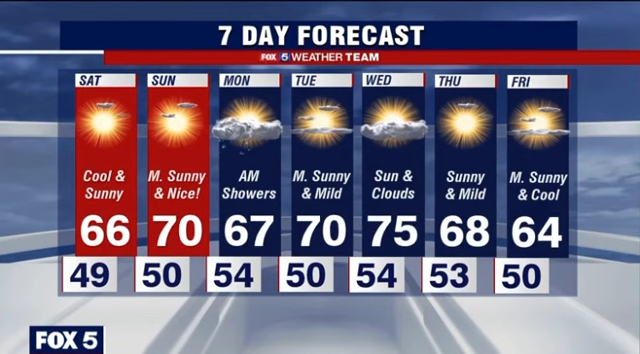 7 DAY FORECAST
FOX 5 WEATHER TEAM
SAT SUN MON TUE WED THU FRI
Cool & M. Sunny AM M. Sunny Sun & Sunny M. Sunny
Sunny & Nice! Showers & Mild Clouds & Mild & Cool
66 70 67 70 75 68 64
49 50 54 50 54 53 50
FOX 5